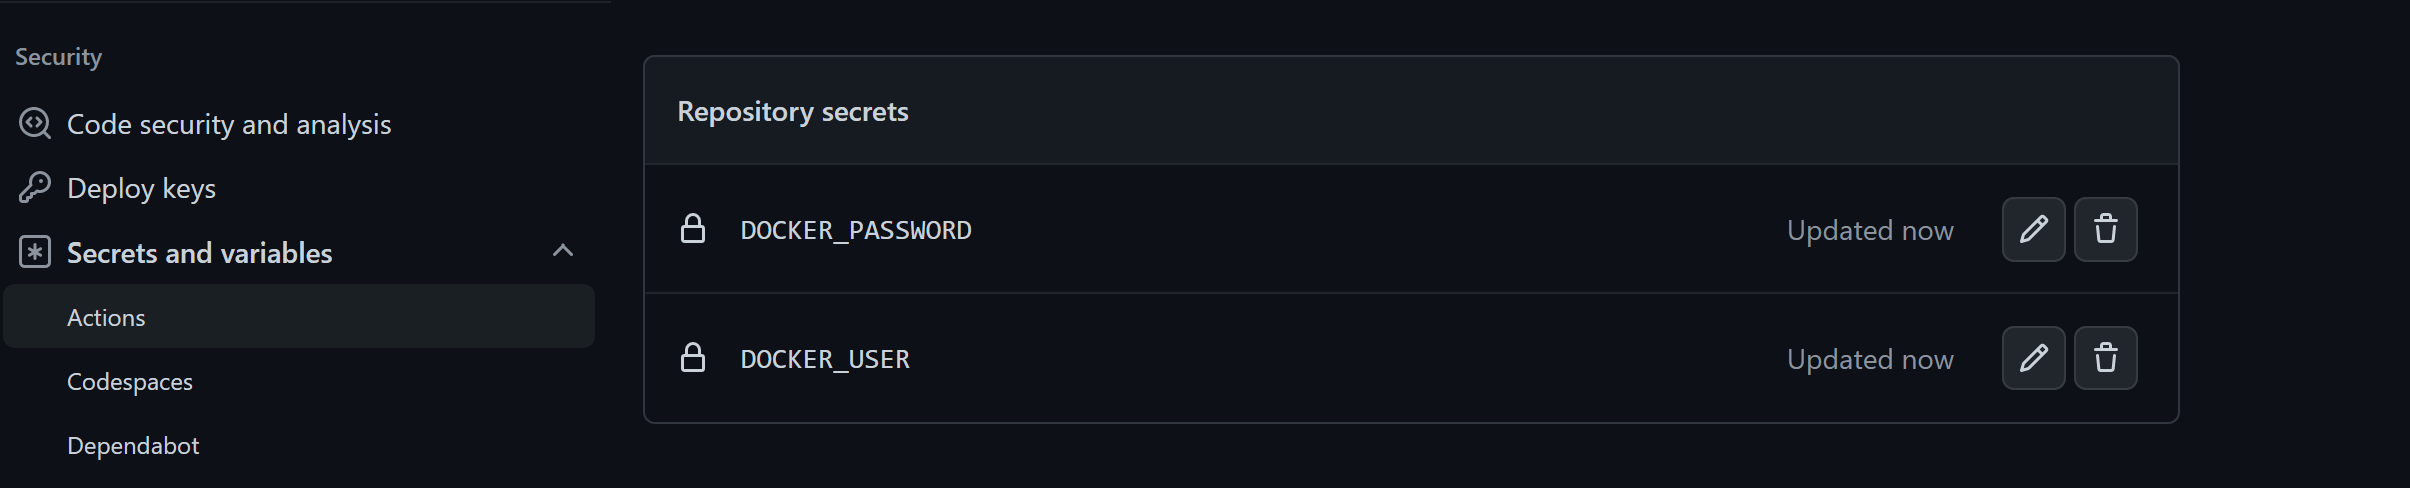 Security
Code security and analysis
Deploy keys
Secrets and variables
Actions
Codespaces
Dependabot
Repository secrets
DOCKER_PASSWORD
Updated now
DOCKER_USER
Updated now